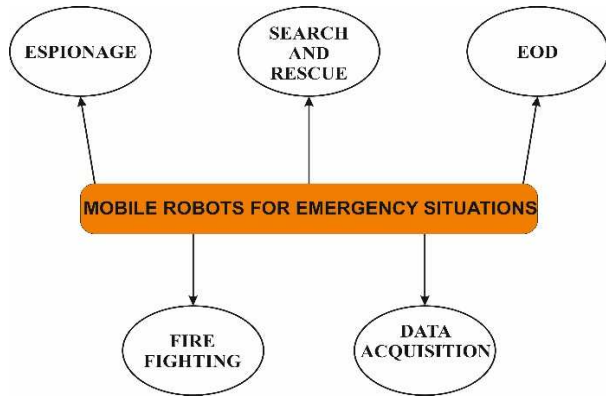 ESPIONAGE
SEARCH
AND
RESCUE
EOD
MOBILE ROBOTS FOR EMERGENCY SITUATIONS
FIRE
FIGHTING
DATA
ACQUISITION